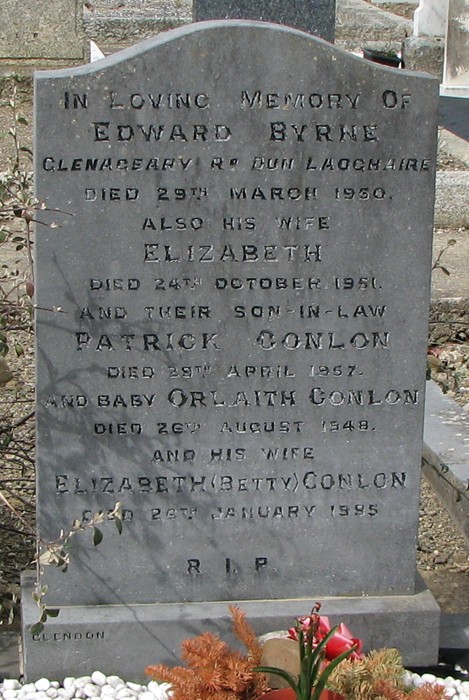 IN LOVING MEMORY OF
EDWARD BYRNE
GLENAGEARY RD DUN LAOGHAIRE
DIED 29TH MARCH 1950.
ALSO HIS WIFE
ELIZABETH
DIED 24TH OCTOBER 1951.
AND THEIR SON-IN-LAW
PATRICK CONLON
DIED 29TH APRIL 1957.
AND BABY ORLAITH CONLON
DIED 26TH AUGUST 1948.
AND HIS WIFE
ELIZABETH (BETTY) CONLON
DIED JANUARY 1995
R I P.
GLENDON